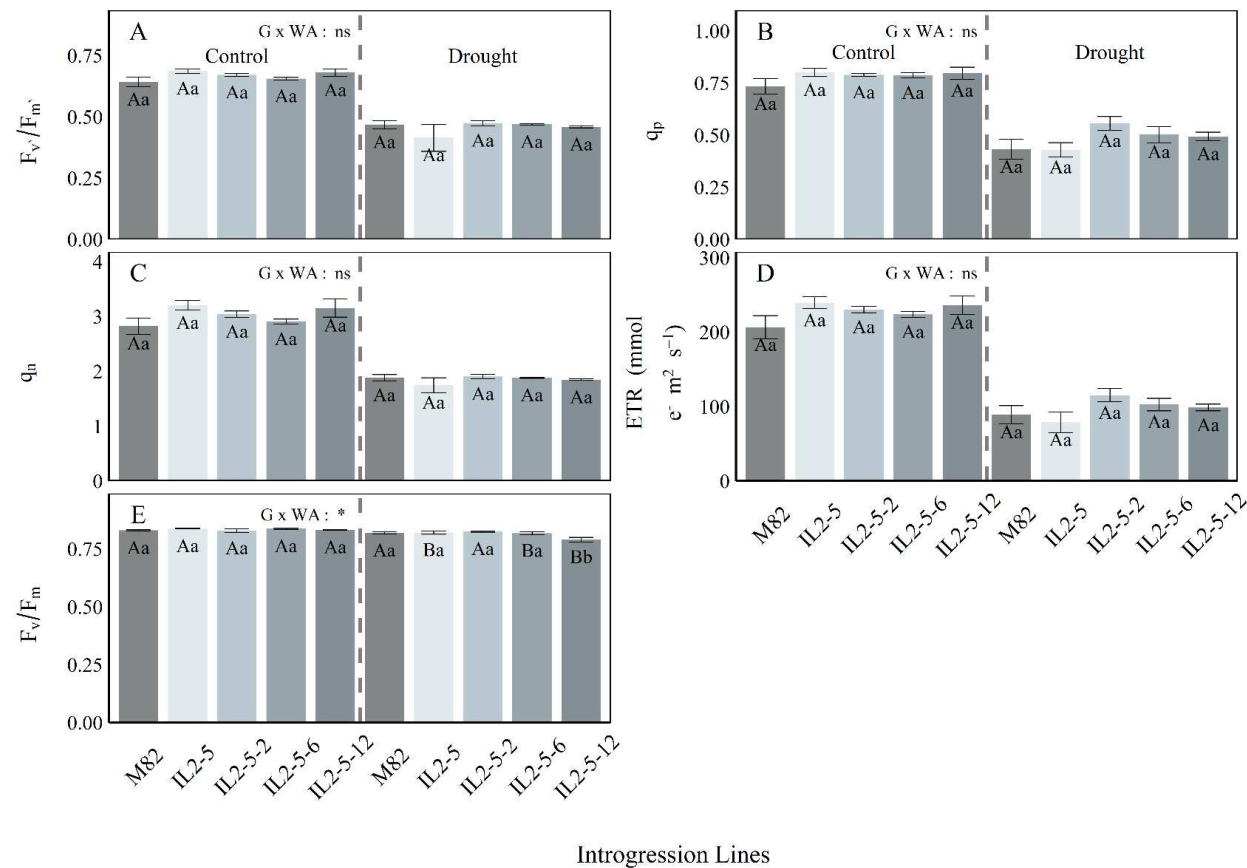 A
G x WA : ns
Control
Drought
0.75
0.50
0.25
0.00
Fv'/Fm`
Aa Aa Aa Aa Aa Aa Aa Aa Aa Aa
B
G x WA : ns
Control
Drought
1.00
0.75
0.50
0.25
0.00
qp
Aa Aa Aa Aa Aa Aa Aa Aa Aa Aa
C
G x WA : ns
4
3
2
1
0
qn
Aa Aa Aa Aa Aa Aa Aa Aa Aa Aa
D
G x WA : ns
300
200
100
0
ETR (mmol
e⁻ m² s⁻¹)
Aa Aa Aa Aa Aa Aa Aa Aa Aa Aa
M82 IL2-5 IL2-5-2 IL2-5-6 IL2-5-12 M82 IL2-5 IL2-5-2 IL2-5-6 IL2-5-12
E
G x WA : *
0.75
0.50
0.25
0.00
Fv/Fm
Aa Aa Aa Aa Aa Aa Ba Aa Ba Bb
M82 IL2-5 IL2-5-2 IL2-5-6 IL2-5-12 M82 IL2-5 IL2-5-2 IL2-5-6 IL2-5-12
Introgression Lines